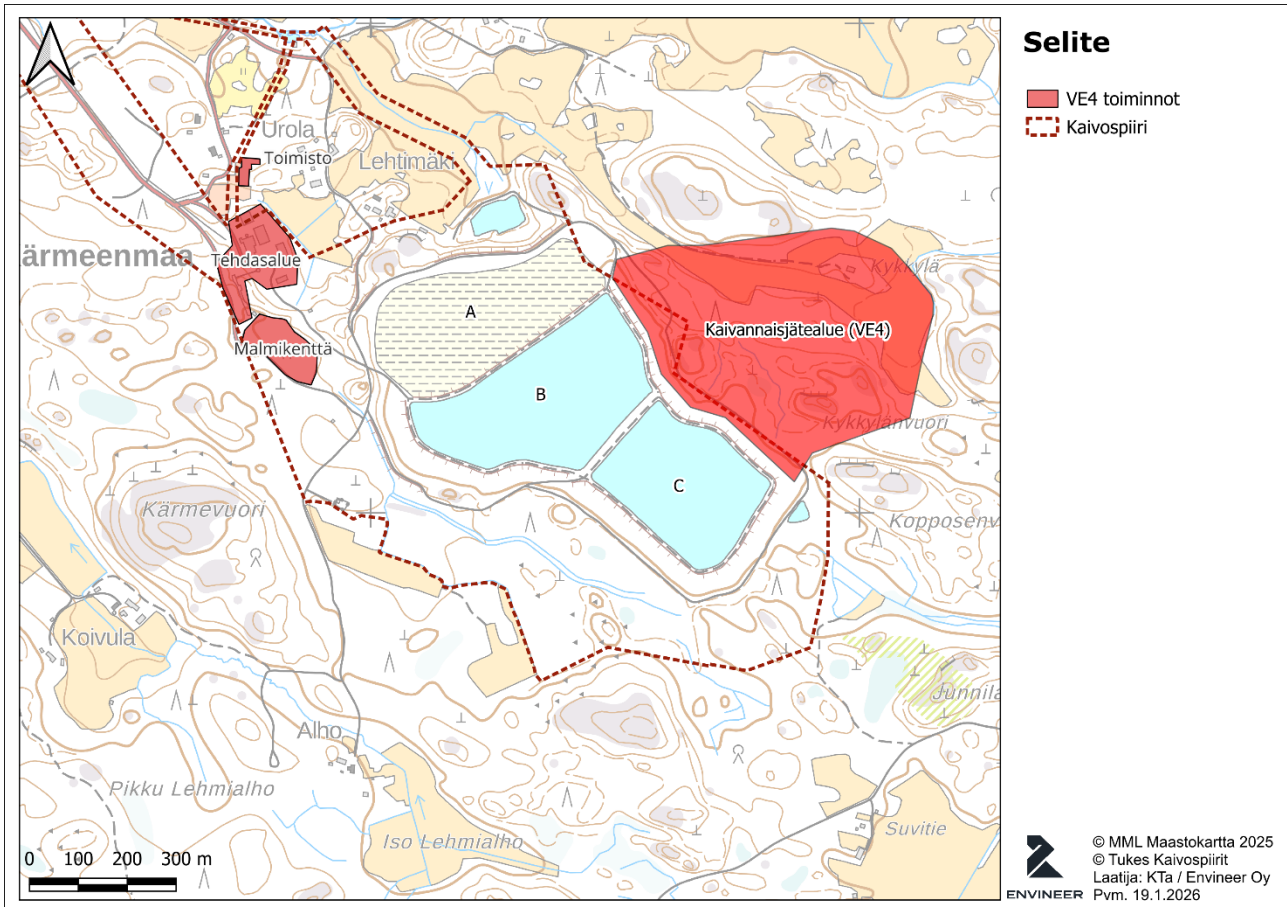 Selite
VE4 toiminnot
Kaivospiiri
Urola
Toimisto
Lehtimäki
ärmeenmaa
Tehdasalue
Kykkylä
A
Kaivannaisjätealue (VE4)
Malmikenttä
B
Kykkylänvuori
C
Kärmevuori
Kopposenv
Koivula
Junnila
Alho
Pikku Lehmialho
Iso Lehmialho
Suvitie
0 100 200 300 m
ENVINEER
© MML Maastokartta 2025
© Tukes Kaivospiirit
Laatija: KTa / Envineer Oy
Pvm. 19.1.2026